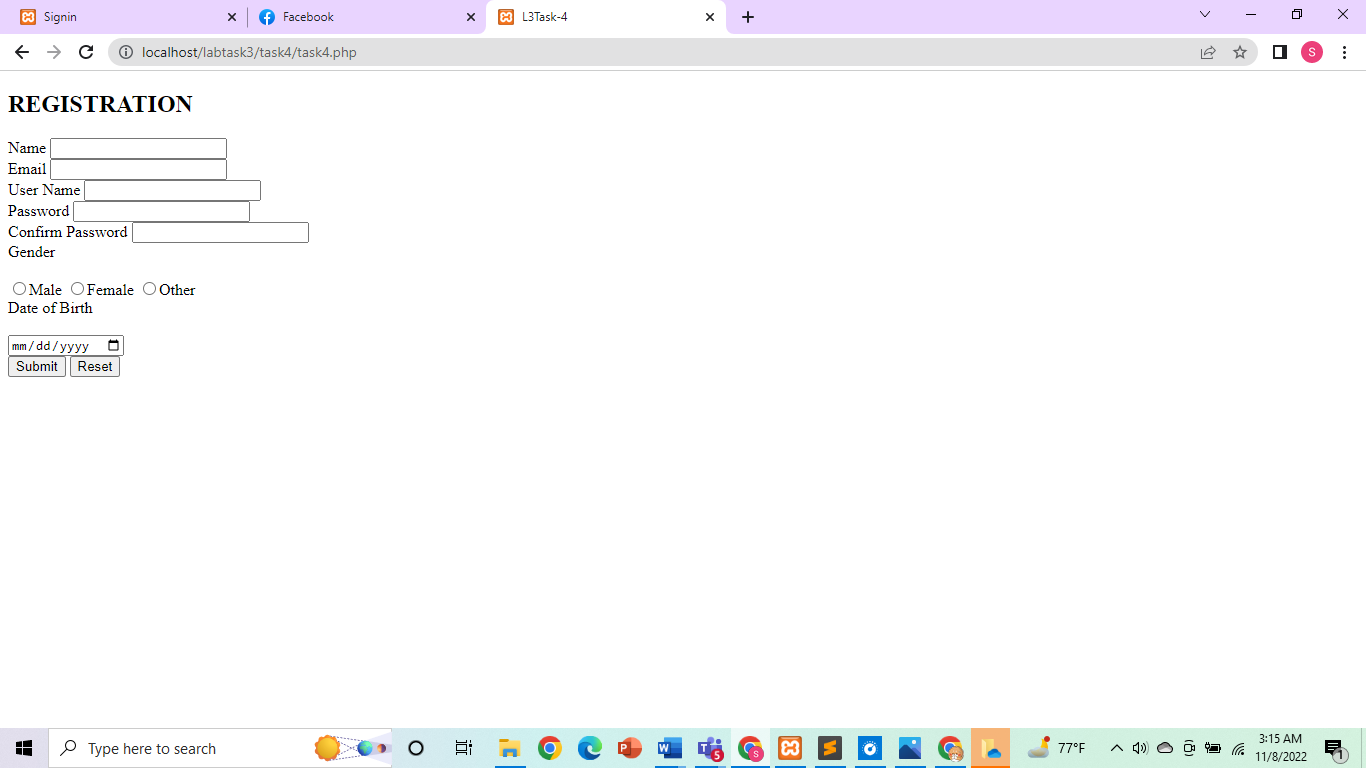 Signin
Facebook
L3Task-4
localhost/labtask3/task4/task4.php
S
REGISTRATION
Name
Email
User Name
Password
Confirm Password
Gender
Male Female Other
Date of Birth
mm/dd/yyyy
Submit Reset
Type here to search
P
W
T
5
S
S
77°F
3:15 AM
11/8/2022
1